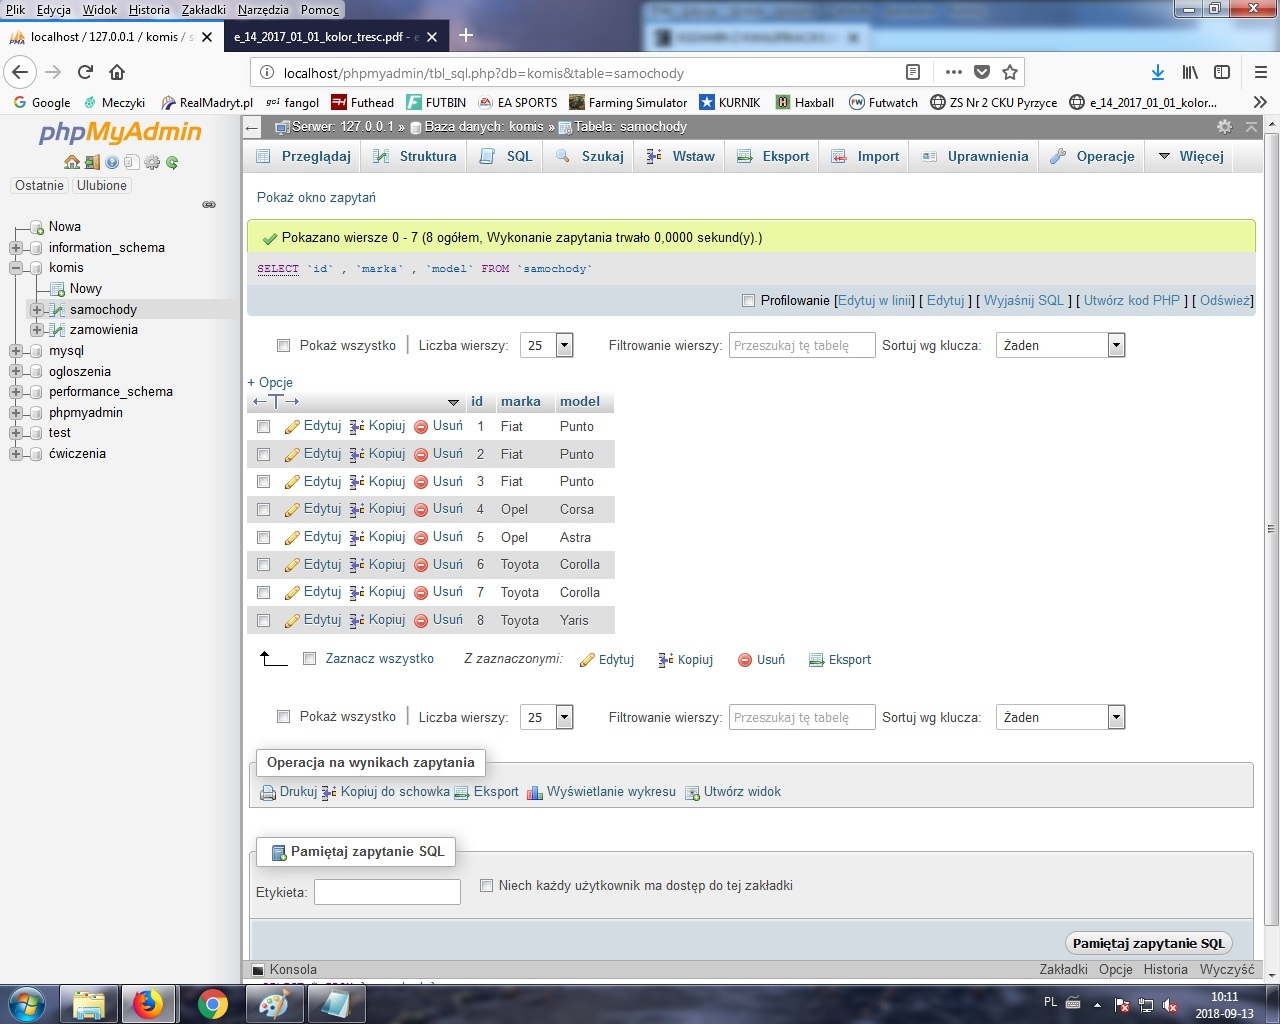 Plik Edycja Widok Historia Zakładki Narzędzia Pomoc
localhost / 127.0.0.1 / komis / s
e_14_2017_01_01_kolor_tresc.pdf - e
localhost/phpmyadmin/tbl_sql.php?db=komis&table=samochody
Google Meczyki RealMadryt.pl goi fangol Futhead FUTBIN EA SPORTS Farming Simulator KURNIK Haxball Futwatch ZS Nr 2 CKU Pyrzyce e_14_2017_01_01_kolor...
phpMyAdmin
Ostatnie Ulubione
Nowa
information_schema
komis
Nowy
samochody
zamowienia
mysql
ogloszenia
performance_schema
phpmyadmin
test
ćwiczenia
Serwer: 127.0.0.1 » Baza danych: komis » Tabela: samochody
Przeglądaj Struktura SQL Szukaj Wstaw Eksport Import Uprawnienia Operacje Więcej
Pokaż okno zapytań
Pokazano wiersze 0 - 7 (8 ogółem, Wykonanie zapytania trwało 0,0000 sekund(y).)
SELECT `id` , `marka` , `model` FROM `samochody`
Profilowanie [Edytuj w linii] [ Edytuj ] [ Wyjaśnij SQL ] [ Utwórz kod PHP ] [ Odśwież]
Pokaż wszystko Liczba wierszy: 25 Filtrowanie wierszy: Przeszukaj tę tabelę Sortuj wg klucza: Żaden
+ Opcje
←T→ id marka model
Edytuj Kopiuj Usuń 1 Fiat Punto
Edytuj Kopiuj Usuń 2 Fiat Punto
Edytuj Kopiuj Usuń 3 Fiat Punto
Edytuj Kopiuj Usuń 4 Opel Corsa
Edytuj Kopiuj Usuń 5 Opel Astra
Edytuj Kopiuj Usuń 6 Toyota Corolla
Edytuj Kopiuj Usuń 7 Toyota Corolla
Edytuj Kopiuj Usuń 8 Toyota Yaris
Zaznacz wszystko Z zaznaczonymi: Edytuj Kopiuj Usuń Eksport
Pokaż wszystko Liczba wierszy: 25 Filtrowanie wierszy: Przeszukaj tę tabelę Sortuj wg klucza: Żaden
Operacja na wynikach zapytania
Drukuj Kopiuj do schowka Eksport Wyświetlanie wykresu Utwórz widok
Pamiętaj zapytanie SQL
Etykieta: Niech każdy użytkownik ma dostęp do tej zakładki
Pamiętaj zapytanie SQL
Konsola Zakładki Opcje Historia Wyczyść
PL 10:11
2018-09-13